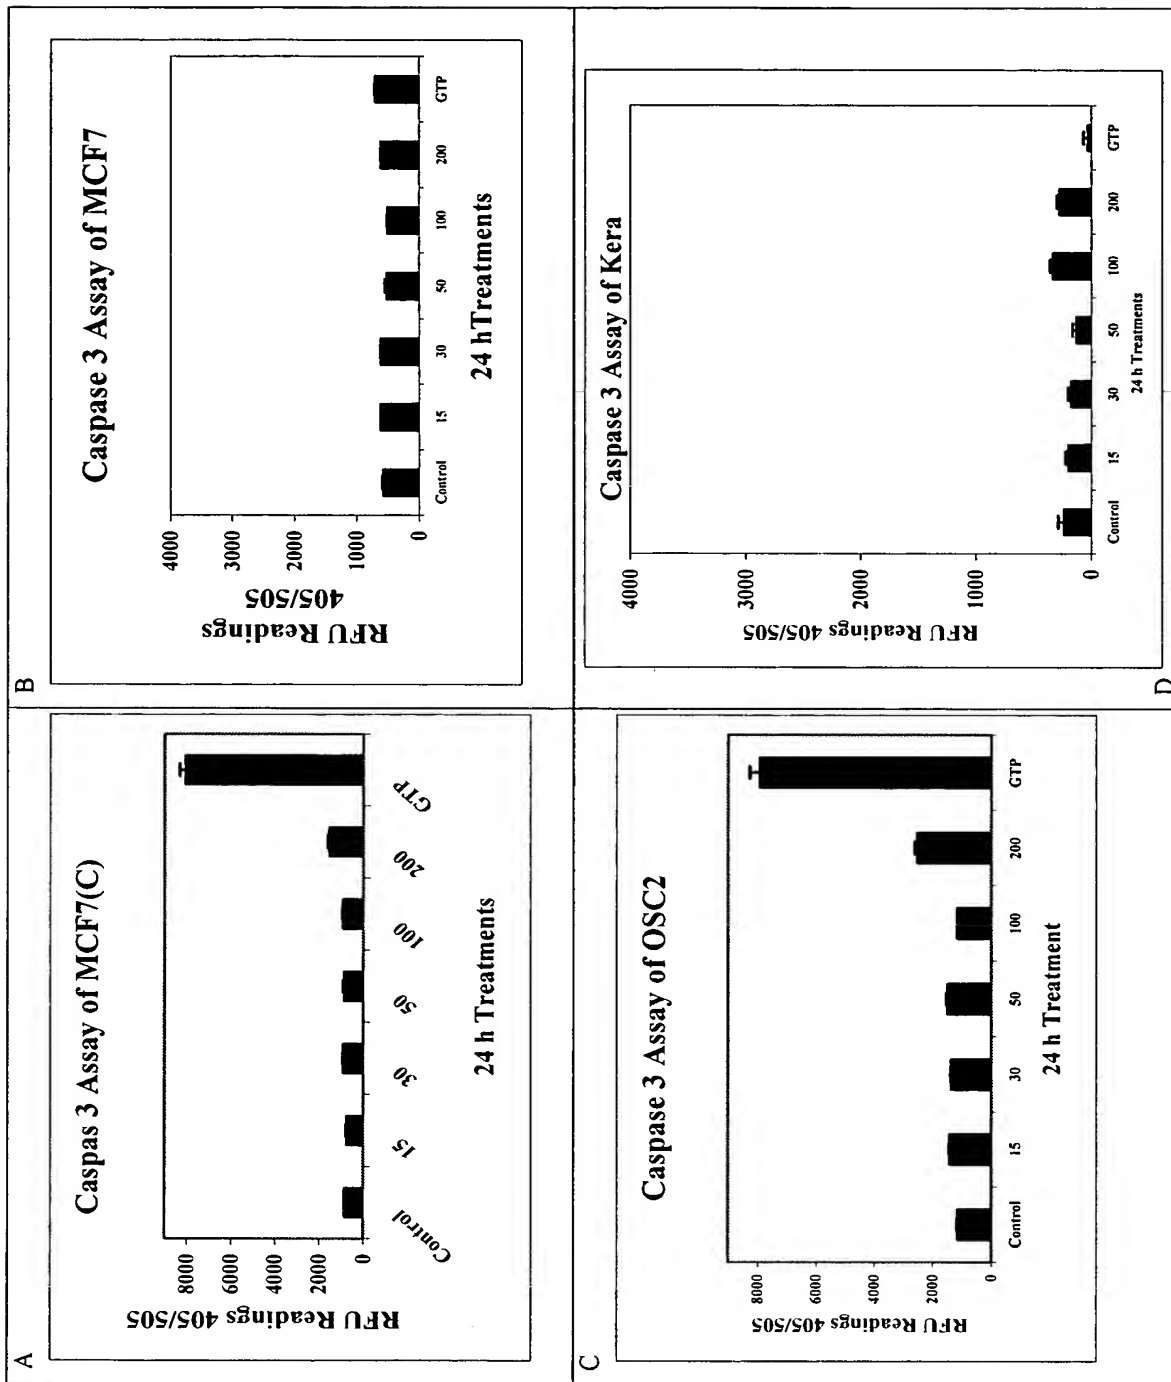 A
Caspas 3 Assay of MCF7(C)
RFU Readings 405/505
8000
6000
4000
2000
0
Control
15
30
50
100
200
GTP
24 h Treatments
B
Caspase 3 Assay of MCF7
RFU Readings
405/505
4000
3000
2000
1000
0
Control
15
30
50
100
200
GTP
24 hTreatments
C
Caspase 3 Assay of OSC2
RFU Readings 405/505
8000
6000
4000
2000
0
Control
15
30
50
100
200
GTP
24 h Treatment
D
Caspase 3 Assay of Kera
RFU Readings 405/505
4000
3000
2000
1000
0
Control
15
30
50
100
200
GTP
24 h Treatments